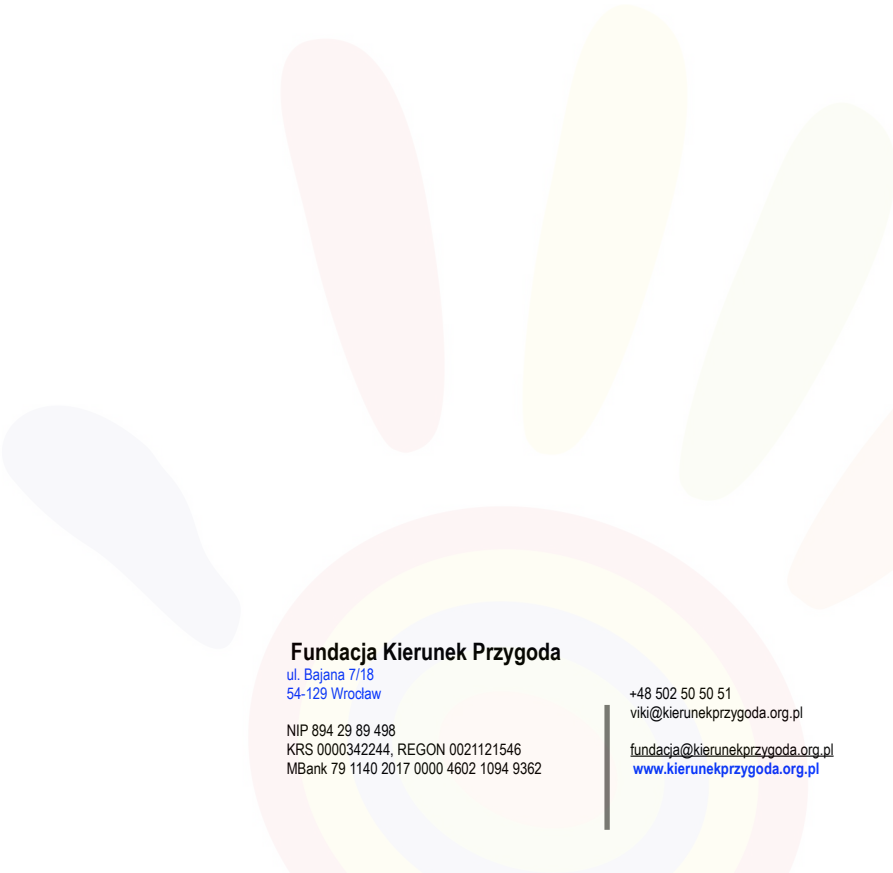 Fundacja Kierunek Przygoda
ul. Bajana 7/18
54-129 Wrocław
NIP 894 29 89 498
KRS 0000342244, REGON 0021121546
MBank 79 1140 2017 0000 4602 1094 9362
+48 502 50 50 51
viki@kierunekprzygoda.org.pl
fundacja@kierunekprzygoda.org.pl
www.kierunekprzygoda.org.pl